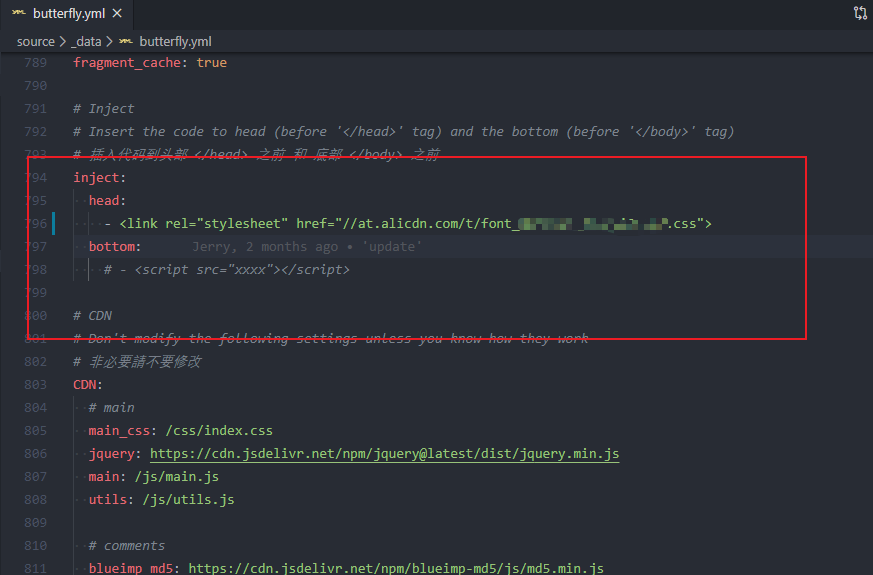 butterfly.yml
source > _data > butterfly.yml
789 fragment_cache: true
790
791 # Inject
792 # Insert the code to head (before '</head>' tag) and the bottom (before '</body>' tag)
793 # 插入代码到头部 </head> 之前 和 底部 </body> 之前
794 inject:
795 head:
796 - <link rel="stylesheet" href="//at.alicdn.com/t/font_ .css">
797 bottom: Jerry, 2 months ago • 'update'
798 # - <script src="xxxx"></script>
799
800 # CDN
801 # Don't modify the following settings unless you know how they work
802 # 非必要請不要修改
803 CDN:
804 # main
805 main_css: /css/index.css
806 jquery: https://cdn.jsdelivr.net/npm/jquery@latest/dist/jquery.min.js
807 main: /js/main.js
808 utils: /js/utils.js
809
810 # comments
811 blueimp_md5: https://cdn.jsdelivr.net/npm/blueimp-md5/js/md5.min.js